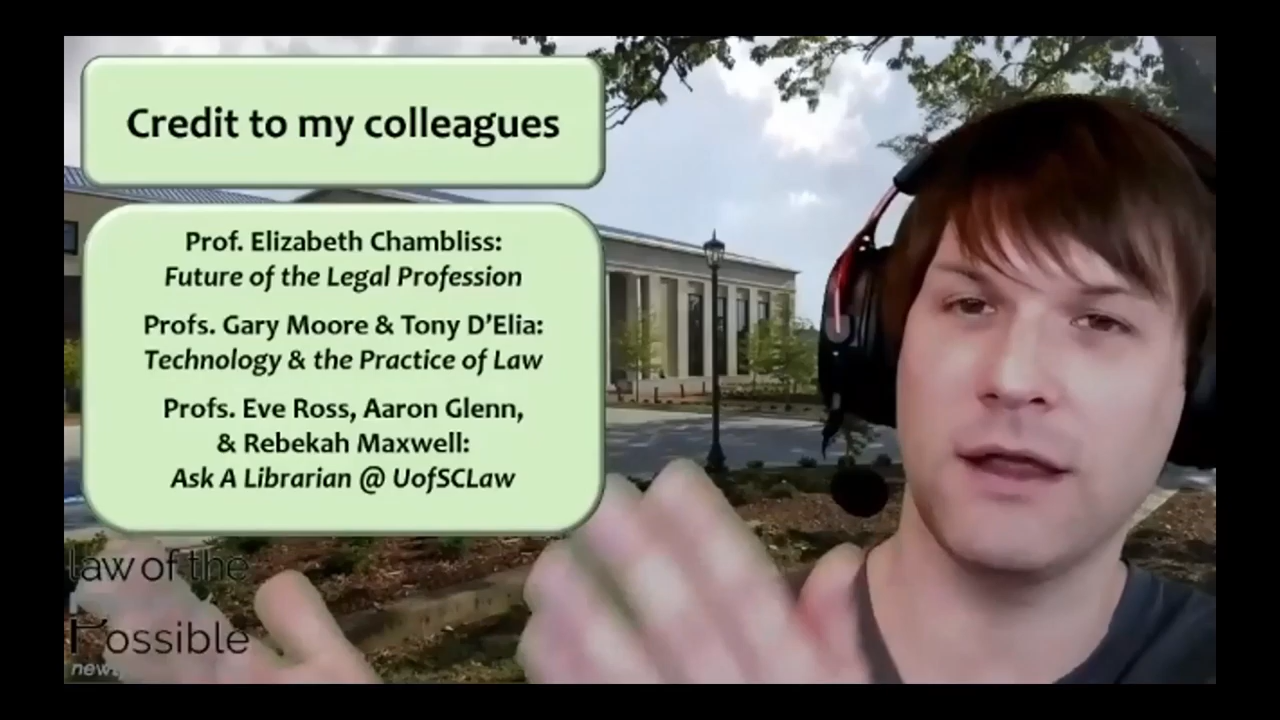 Credit to my colleagues
Prof. Elizabeth Chambliss:
Future of the Legal Profession
Profs. Gary Moore & Tony D'Elia:
Technology & the Practice of Law
Profs. Eve Ross, Aaron Glenn,
& Rebekah Maxwell:
Ask A Librarian @ UofSCLaw
law of the
Possible